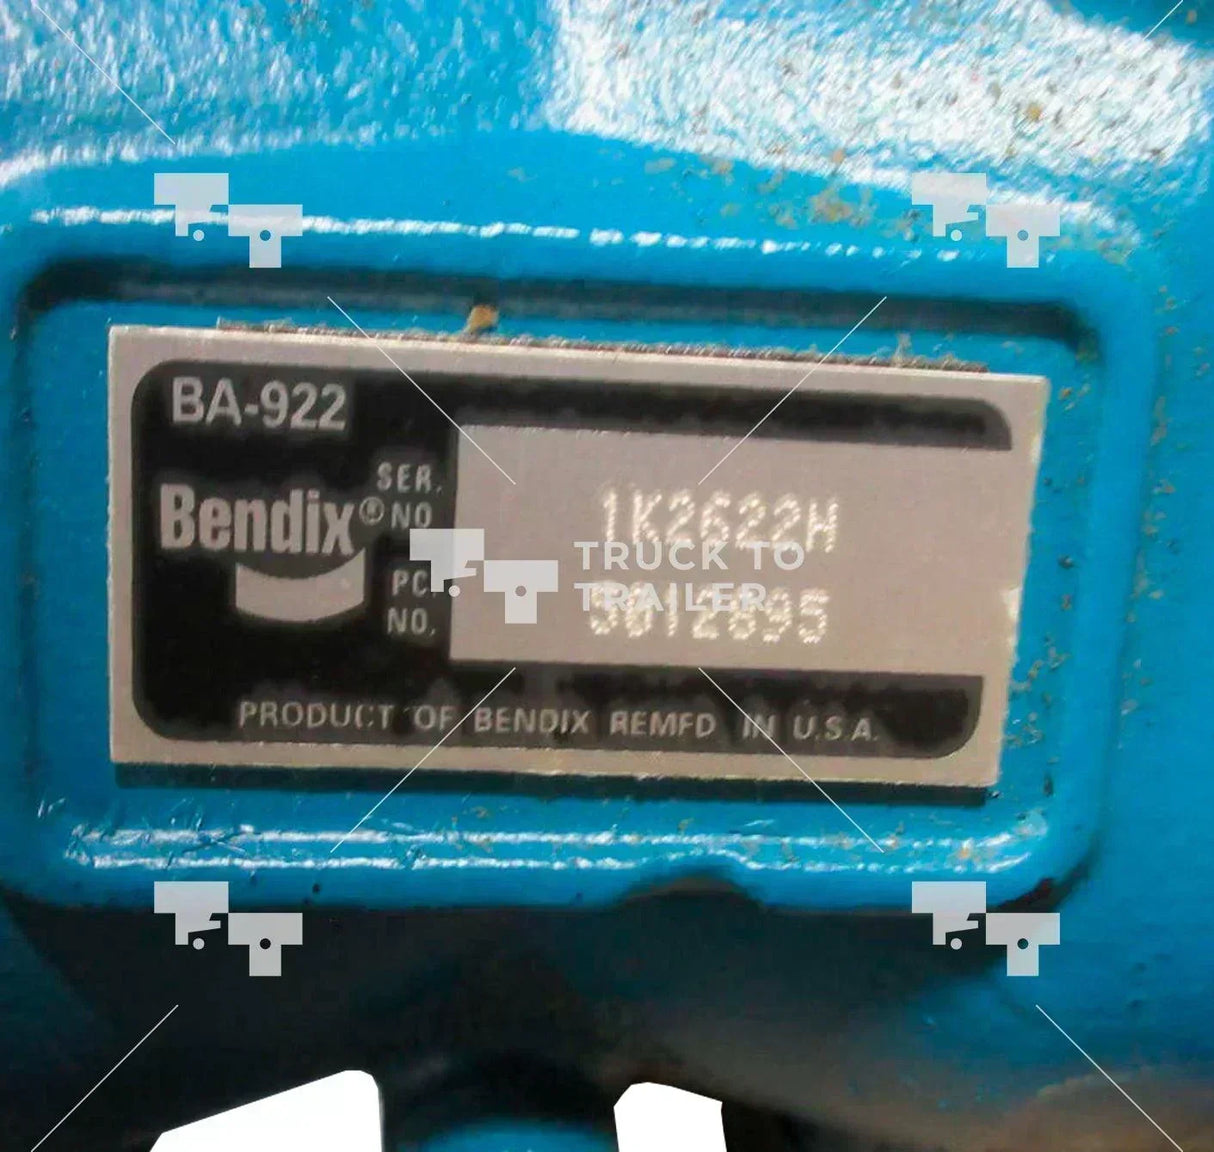 BA-922
SER.
Bendix® NO
1K2622H
TRUCK TO
PC.
TRAILER
NO.
5012895
PRODUCT OF BENDIX REMFD IN U.S.A.